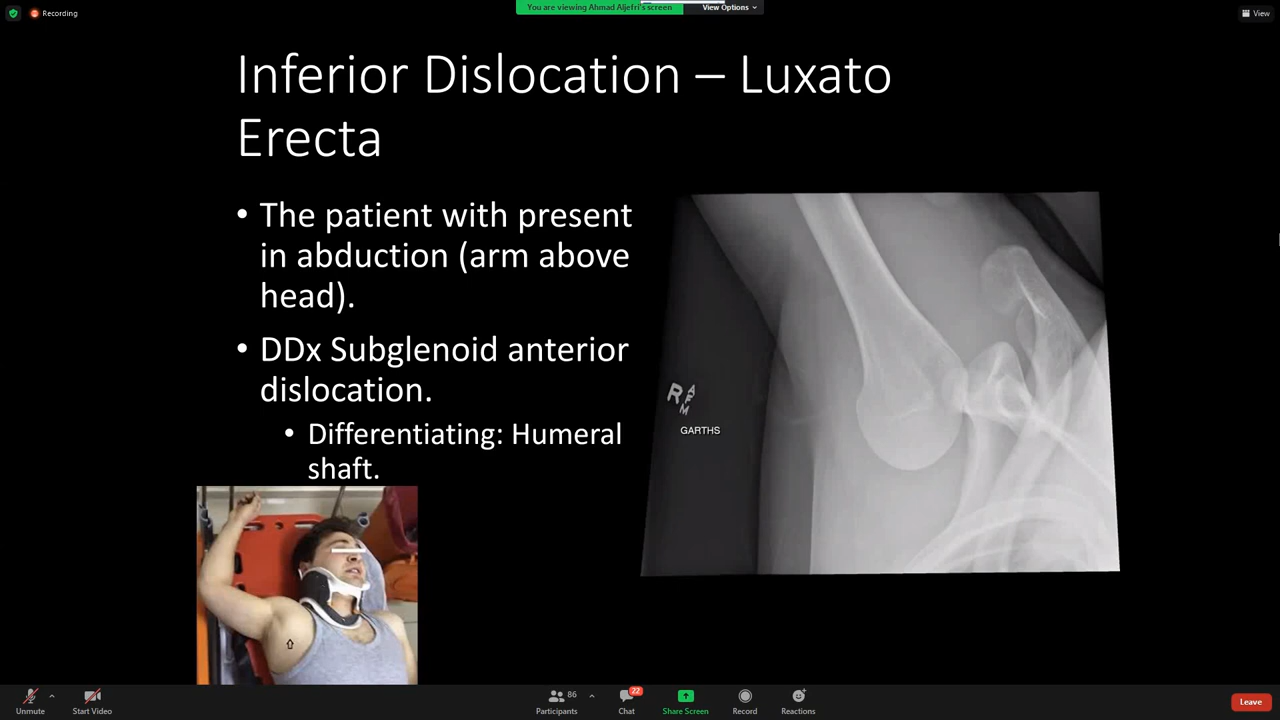 Recording
You are viewing Ahmad Aljefri's screen
View Options
View
Inferior Dislocation – Luxato
Erecta
• The patient with present
in abduction (arm above
head).
• DDx Subglenoid anterior
dislocation.
• Differentiating: Humeral
shaft.
R
GARTHS
Unmute
Start Video
86
Participants
22
Chat
Share Screen
Record
Reactions
Leave